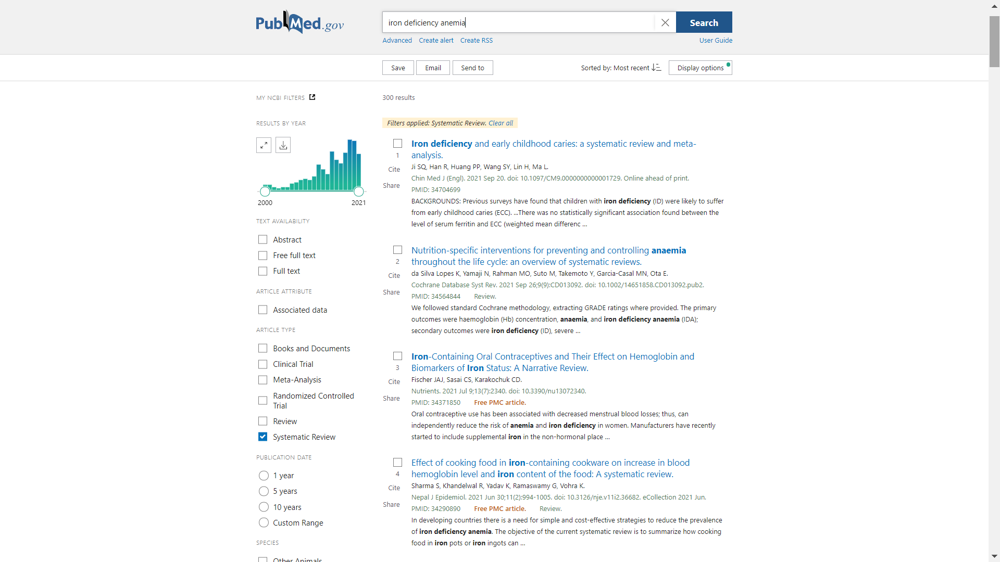 PubMed.gov
iron deficiency anemia
Search
Advanced Create alert Create RSS
User Guide
Save Email Send to
Sorted by: Most recent
Display options
MY NCBI FILTERS
300 results
RESULTS BY YEAR
2000 2021
TEXT AVAILABILITY
Abstract
Free full text
Full text
ARTICLE ATTRIBUTE
Associated data
ARTICLE TYPE
Books and Documents
Clinical Trial
Meta-Analysis
Randomized Controlled
Trial
Review
Systematic Review
PUBLICATION DATE
1 year
5 years
10 years
Custom Range
SPECIES
Other Animals
Filters applied: Systematic Review. Clear all
1
Cite
Share
Iron deficiency and early childhood caries: a systematic review and meta-
analysis.
Ji SQ, Han R, Huang PP, Wang SY, Lin H, Ma L.
Chin Med J (Engl). 2021 Sep 20. doi: 10.1097/CM9.0000000000001729. Online ahead of print.
PMID: 34704699
BACKGROUNDS: Previous surveys have found that children with iron deficiency (ID) were likely to suffer
from early childhood caries (ECC). ...There was no statistically significant association found between the
level of serum ferritin and ECC (weighted mean differenc ...
2
Cite
Share
Nutrition-specific interventions for preventing and controlling anaemia
throughout the life cycle: an overview of systematic reviews.
da Silva Lopes K, Yamaji N, Rahman MO, Suto M, Takemoto Y, Garcia-Casal MN, Ota E.
Cochrane Database Syst Rev. 2021 Sep 26;9(9):CD013092. doi: 10.1002/14651858.CD013092.pub2.
PMID: 34564844 Review.
We followed standard Cochrane methodology, extracting GRADE ratings where provided. The primary
outcomes were haemoglobin (Hb) concentration, anaemia, and iron deficiency anaemia (IDA);
secondary outcomes were iron deficiency (ID), severe ...
3
Cite
Share
Iron-Containing Oral Contraceptives and Their Effect on Hemoglobin and
Biomarkers of Iron Status: A Narrative Review.
Fischer JAJ, Sasai CS, Karakochuk CD.
Nutrients. 2021 Jul 9;13(7):2340. doi: 10.3390/nu13072340.
PMID: 34371850 Free PMC article.
Oral contraceptive use has been associated with decreased menstrual blood losses; thus, can
independently reduce the risk of anemia and iron deficiency in women. Manufacturers have recently
started to include supplemental iron in the non-hormonal place ...
4
Cite
Share
Effect of cooking food in iron-containing cookware on increase in blood
hemoglobin level and iron content of the food: A systematic review.
Sharma S, Khandelwal R, Yadav K, Ramaswamy G, Vohra K.
Nepal J Epidemiol. 2021 Jun 30;11(2):994-1005. doi: 10.3126/nje.v11i2.36682. eCollection 2021 Jun.
PMID: 34290890 Free PMC article. Review.
In developing countries there is a need for simple and cost-effective strategies to reduce the prevalence
of iron deficiency anemia. The objective of the current systematic review is to summarize how cooking
food in iron pots or iron ingots can ...